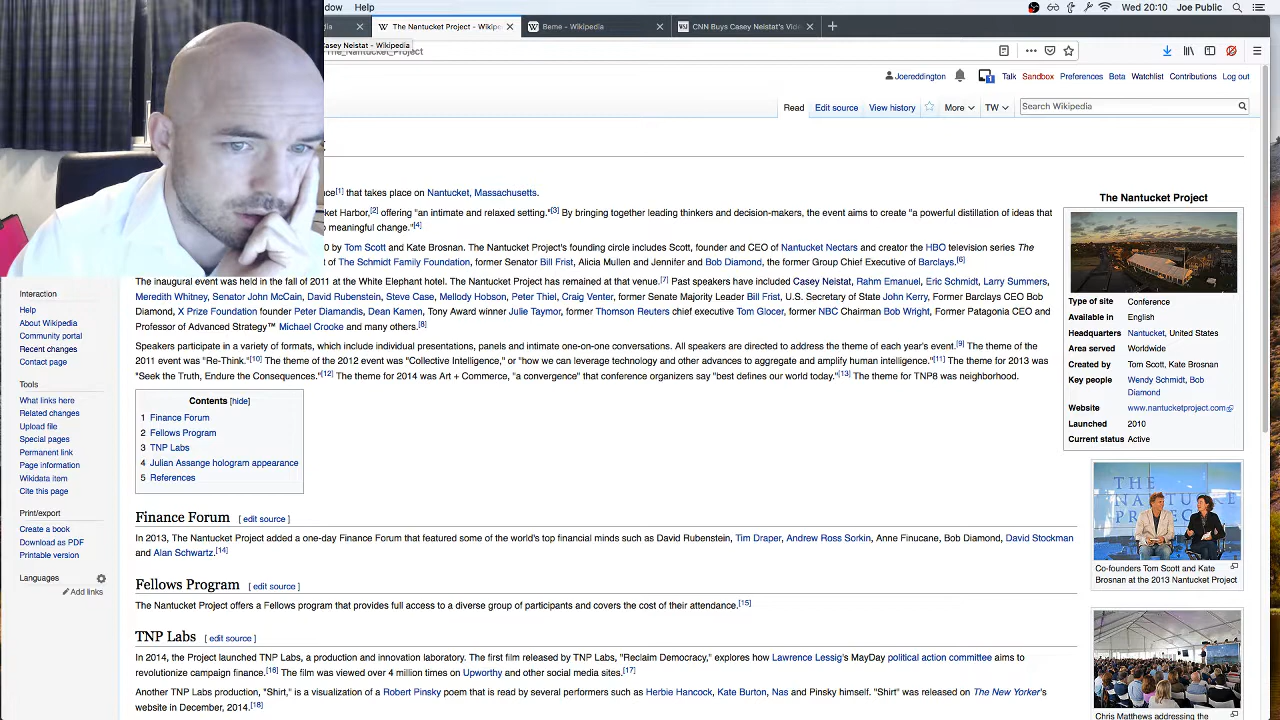 ndow Help
Wed 20:10 Joe Public
The Nantucket Project - Wikipe
Beme - Wikipedia
CNN Buys Casey Neistat's Vide
Casey Neistat - Wikipedia
The_Nantucket_Project
Joereddington 1 Talk Sandbox Preferences Beta Watchlist Contributions Log out
Read Edit source View history More TW Search Wikipedia
nce[1] that takes place on Nantucket, Massachusetts.
ket Harbor,[2] offering "an intimate and relaxed setting."[3] By bringing together leading thinkers and decision-makers, the event aims to create "a powerful distillation of ideas that
meaningful change."[4]
0 by Tom Scott and Kate Brosnan. The Nantucket Project's founding circle includes Scott, founder and CEO of Nantucket Nectars and creator the HBO television series The
t of The Schmidt Family Foundation, former Senator Bill Frist, Alicia Mullen and Jennifer and Bob Diamond, the former Group Chief Executive of Barclays.[6]
The inaugural event was held in the fall of 2011 at the White Elephant hotel. The Nantucket Project has remained at that venue.[7] Past speakers have included Casey Neistat, Rahm Emanuel, Eric Schmidt, Larry Summers,
Meredith Whitney, Senator John McCain, David Rubenstein, Steve Case, Mellody Hobson, Peter Thiel, Craig Venter, former Senate Majority Leader Bill Frist, U.S. Secretary of State John Kerry, Former Barclays CEO Bob
Diamond, X Prize Foundation founder Peter Diamandis, Dean Kamen, Tony Award winner Julie Taymor, former Thomson Reuters chief executive Tom Glocer, former NBC Chairman Bob Wright, Former Patagonia CEO and
Professor of Advanced Strategy™ Michael Crooke and many others.[8]
Speakers participate in a variety of formats, which include individual presentations, panels and intimate one-on-one conversations. All speakers are directed to address the theme of each year's event.[9] The theme of the
2011 event was "Re-Think."[10] The theme of the 2012 event was "Collective Intelligence," or "how we can leverage technology and other advances to aggregate and amplify human intelligence."[11] The theme for 2013 was
"Seek the Truth, Endure the Consequences."[12] The theme for 2014 was Art + Commerce, "a convergence" that conference organizers say "best defines our world today."[13] The theme for TNP8 was neighborhood.
Contents [hide]
1 Finance Forum
2 Fellows Program
3 TNP Labs
4 Julian Assange hologram appearance
5 References
Finance Forum [ edit source ]
In 2013, The Nantucket Project added a one-day Finance Forum that featured some of the world's top financial minds such as David Rubenstein, Tim Draper, Andrew Ross Sorkin, Anne Finucane, Bob Diamond, David Stockman
and Alan Schwartz.[14]
Fellows Program [ edit source ]
The Nantucket Project offers a Fellows program that provides full access to a diverse group of participants and covers the cost of their attendance.[15]
TNP Labs [ edit source ]
In 2014, the Project launched TNP Labs, a production and innovation laboratory. The first film released by TNP Labs, "Reclaim Democracy," explores how Lawrence Lessig's MayDay political action committee aims to
revolutionize campaign finance.[16] The film was viewed over 4 million times on Upworthy and other social media sites.[17]
Another TNP Labs production, "Shirt," is a visualization of a Robert Pinsky poem that is read by several performers such as Herbie Hancock, Kate Burton, Nas and Pinsky himself. "Shirt" was released on The New Yorker's
website in December, 2014.[18]
The Nantucket Project
Type of site Conference
Available in English
Headquarters Nantucket, United States
Area served Worldwide
Created by Tom Scott, Kate Brosnan
Key people Wendy Schmidt, Bob
Diamond
Website www.nantucketproject.com
Launched 2010
Current status Active
THE
NANTUCKET
PROJECT
Co-founders Tom Scott and Kate
Brosnan at the 2013 Nantucket Project
Chris Matthews addressing the
Interaction
Help
About Wikipedia
Community portal
Recent changes
Contact page
Tools
What links here
Related changes
Upload file
Special pages
Permanent link
Page information
Wikidata item
Cite this page
Print/export
Create a book
Download as PDF
Printable version
Languages
Add links